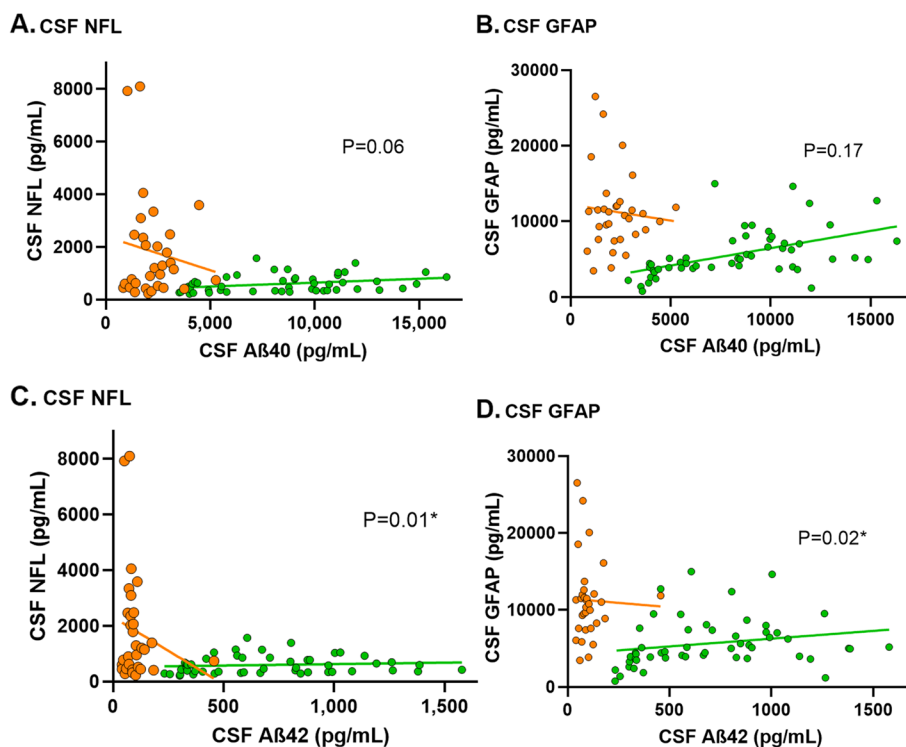 A. CSF NFL
8000
6000
4000
2000
0
CSF NFL (pg/mL)
P=0.06
0
5,000
10,000
15,000
CSF Aß40 (pg/mL)
B. CSF GFAP
30000
20000
10000
0
CSF GFAP (pg/mL)
P=0.17
0
5000
10000
15000
CSF Aß40 (pg/mL)
C. CSF NFL
8000
6000
4000
2000
0
CSF NFL (pg/mL)
P=0.01*
0
500
1,000
1,500
CSF Aß42 (pg/mL)
D. CSF GFAP
30000
20000
10000
0
CSF GFAP (pg/mL)
P=0.02*
0
500
1000
1500
CSF Aß42 (pg/mL)